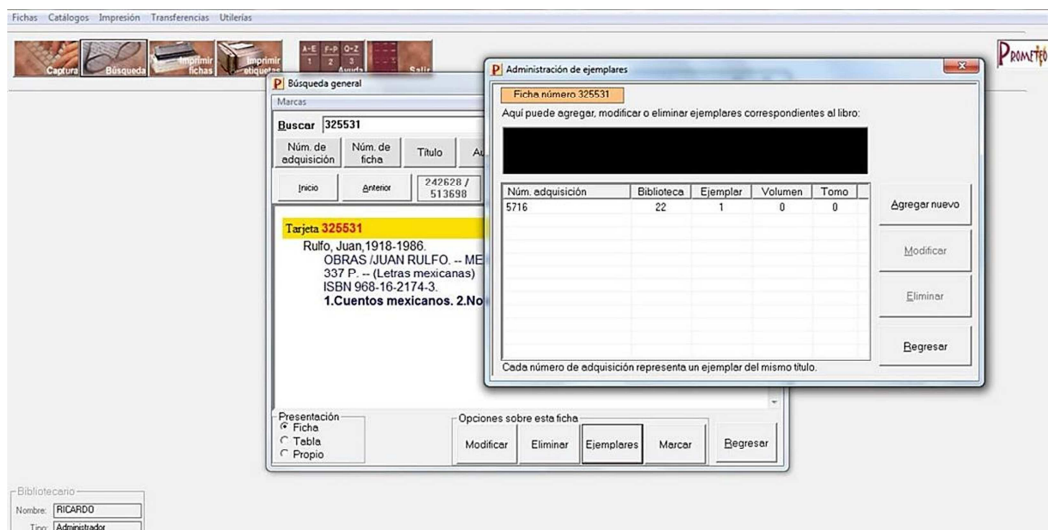 Fichas Catálogos Impresión Transferencias Utilerías
Captura Búsqueda Imprimir fichas Imprimir etiquetas A-E F-P Q-Z 1 2 3 Ayuda Salir
PROMETEO
Búsqueda general
Marcas
Buscar 325531
Núm. de adquisición
Núm. de ficha
Título
Au
Inicio
Anterior
242628 /
513698
Tarjeta 325531
Rulfo, Juan,1918-1986.
OBRAS /JUAN RULFO. -- ME
337 P. -- (Letras mexicanas)
ISBN 968-16-2174-3.
1.Cuentos mexicanos. 2.No
Presentación
Ficha
Tabla
Propio
Opciones sobre esta ficha
Modificar Eliminar Ejemplares Marcar Regresar
Administración de ejemplares
Ficha número 325531
Aquí puede agregar, modificar o eliminar ejemplares correspondientes al libro:
Núm. adquisición Biblioteca Ejemplar Volumen Tomo
5716 22 1 0 0
Agregar nuevo
Modificar
Eliminar
Regresar
Cada número de adquisición representa un ejemplar del mismo título.
Bibliotecario
Nombre: RICARDO
Tipo: Administrador